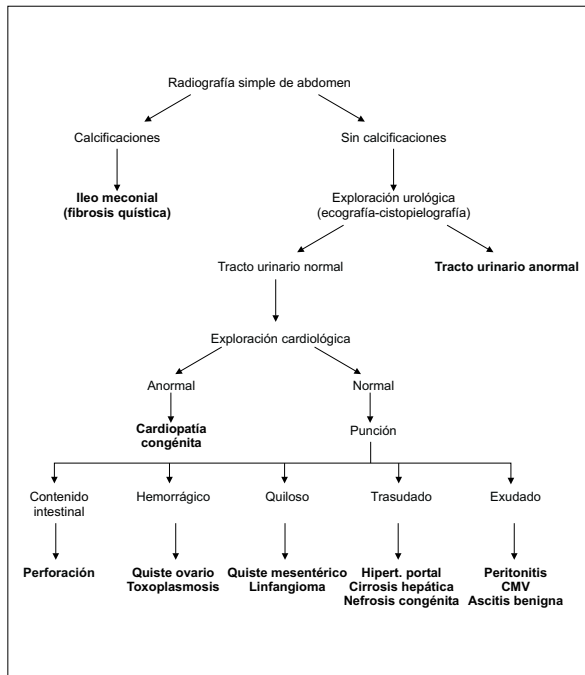 Radiografía simple de abdomen
Calcificaciones
Sin calcificaciones
Ileo meconial
(fibrosis quística)
Exploración urológica
(ecografía-cistopielografía)
Tracto urinario normal
Tracto urinario anormal
Exploración cardiológica
Anormal
Normal
Cardiopatía
congénita
Punción
Contenido
intestinal
Hemorrágico
Quiloso
Trasudado
Exudado
Perforación
Quiste ovario
Toxoplasmosis
Quiste mesentérico
Linfangioma
Hipert. portal
Cirrosis hepática
Nefrosis congénita
Peritonitis
CMV
Ascitis benigna